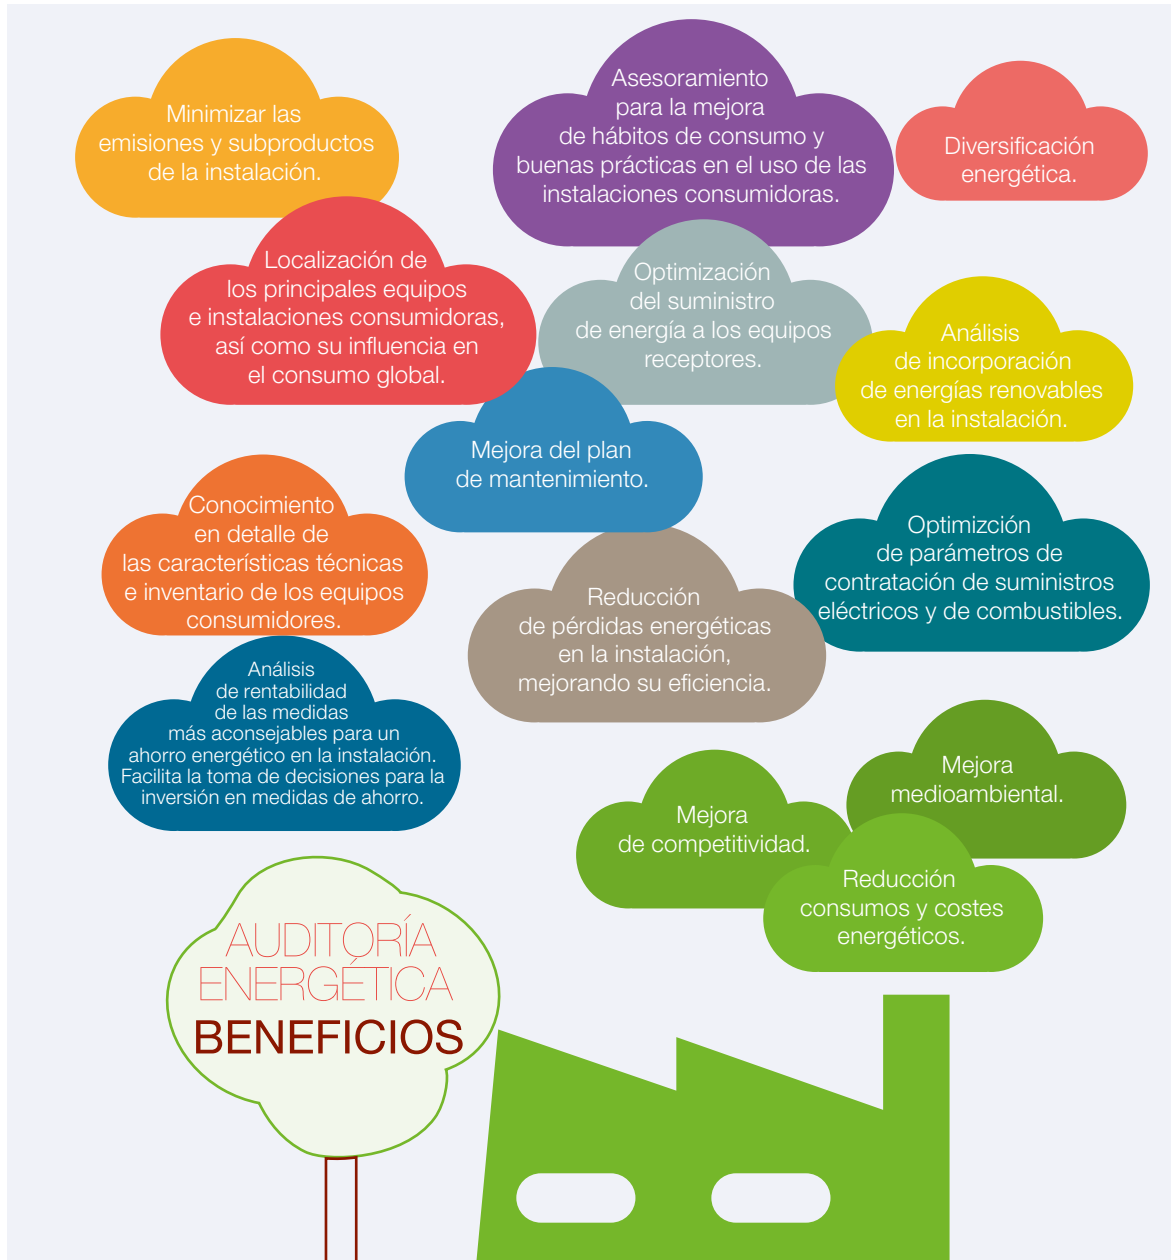 Minimizar las
emisiones y subproductos
de la instalación.
Asesoramiento
para la mejora
de hábitos de consumo y
buenas prácticas en el uso de las
instalaciones consumidoras.
Diversificación
energética.
Localización de
los principales equipos
e instalaciones consumidoras,
así como su influencia en
el consumo global.
Optimización
del suministro
de energía a los equipos
receptores.
Análisis
de incorporación
de energías renovables
en la instalación.
Mejora del plan
de mantenimiento.
Conocimiento
en detalle de
las características técnicas
e inventario de los equipos
consumidores.
Optimizción
de parámetros de
contratación de suministros
eléctricos y de combustibles.
Reducción
de pérdidas energéticas
en la instalación,
mejorando su eficiencia.
Análisis
de rentabilidad
de las medidas
más aconsejables para un
ahorro energético en la instalación.
Facilita la toma de decisiones para la
inversión en medidas de ahorro.
Mejora
medioambiental.
Mejora
de competitividad.
Reducción
consumos y costes
energéticos.
AUDITORÍA
ENERGÉTICA
BENEFICIOS